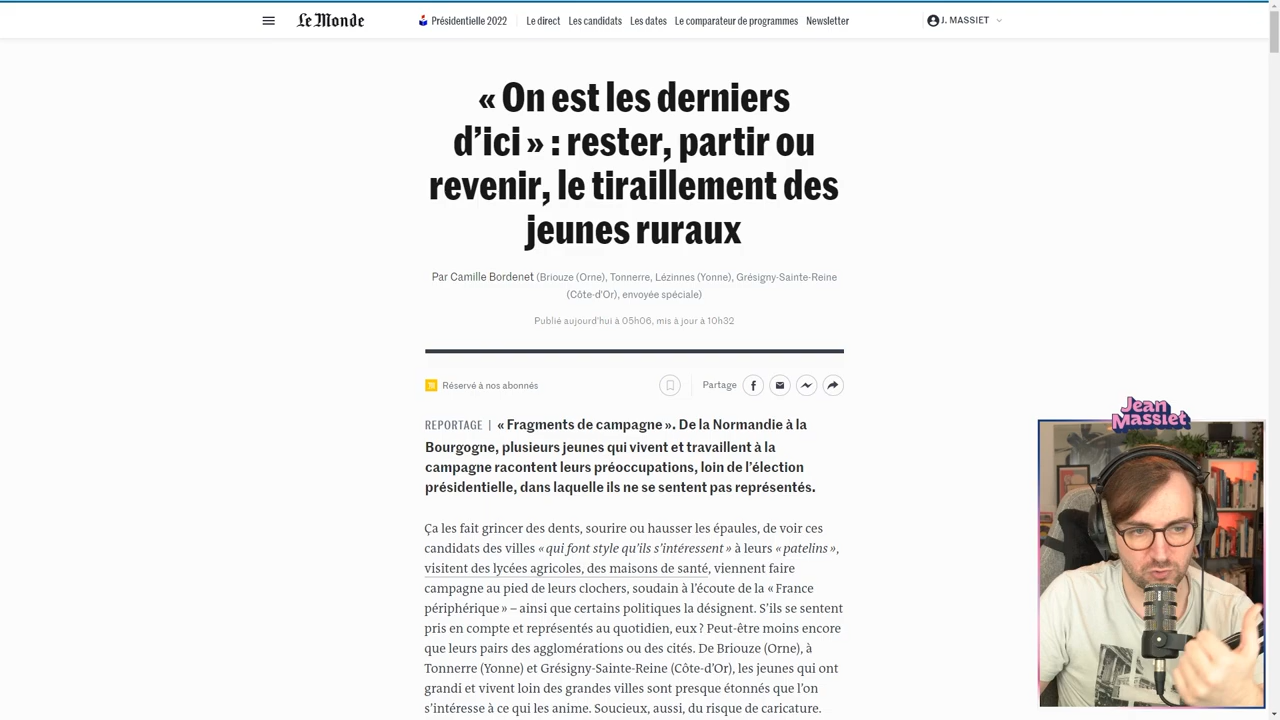 Le Monde
Présidentielle 2022
Le direct
Les candidats
Les dates
Le comparateur de programmes
Newsletter
J. MASSIET
« On est les derniers
d’ici » : rester, partir ou
revenir, le tiraillement des
jeunes ruraux
Par Camille Bordenet (Briouze (Orne), Tonnerre, Lézinnes (Yonne), Grésigny-Sainte-Reine
(Côte-d’Or), envoyée spéciale)
Publié aujourd’hui à 05h06, mis à jour à 10h32
Réservé à nos abonnés
Partage
REPORTAGE | « Fragments de campagne ». De la Normandie à la
Bourgogne, plusieurs jeunes qui vivent et travaillent à la
campagne racontent leurs préoccupations, loin de l’élection
présidentielle, dans laquelle ils ne se sentent pas représentés.
Ça les fait grincer des dents, sourire ou hausser les épaules, de voir ces
candidats des villes « qui font style qu’ils s’intéressent » à leurs « patelins »,
visitent des lycées agricoles, des maisons de santé, viennent faire
campagne au pied de leurs clochers, soudain à l’écoute de la « France
périphérique » – ainsi que certains politiques la désignent. S’ils se sentent
pris en compte et représentés au quotidien, eux ? Peut-être moins encore
que leurs pairs des agglomérations ou des cités. De Briouze (Orne), à
Tonnerre (Yonne) et Grésigny-Sainte-Reine (Côte-d’Or), les jeunes qui ont
grandi et vivent loin des grandes villes sont presque étonnés que l’on
s’intéresse à ce qui les anime. Soucieux, aussi, du risque de caricature.
Jean
Massiet